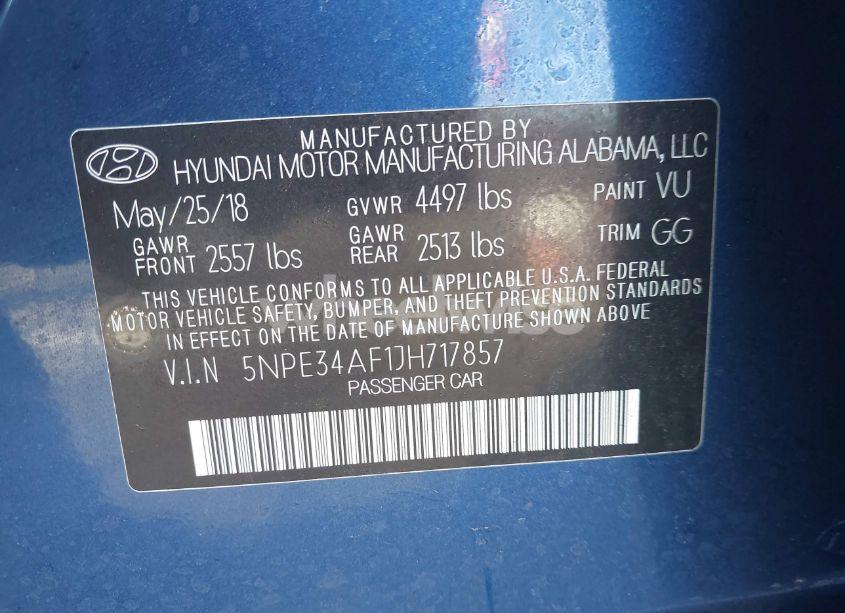 MANUFACTURED BY
HYUNDAI MOTOR MANUFACTURING ALABAMA, LLC
May/25/18 GVWR 4497 lbs PAINT VU
GAWR FRONT 2557 lbs GAWR REAR 2513 lbs TRIM GG
THIS VEHICLE CONFORMS TO ALL APPLICABLE U.S.A. FEDERAL
MOTOR VEHICLE SAFETY, BUMPER, AND THEFT PREVENTION STANDARDS
IN EFFECT ON THE DATE OF MANUFACTURE SHOWN ABOVE
V.I.N 5NPE34AF1JH717857
PASSENGER CAR